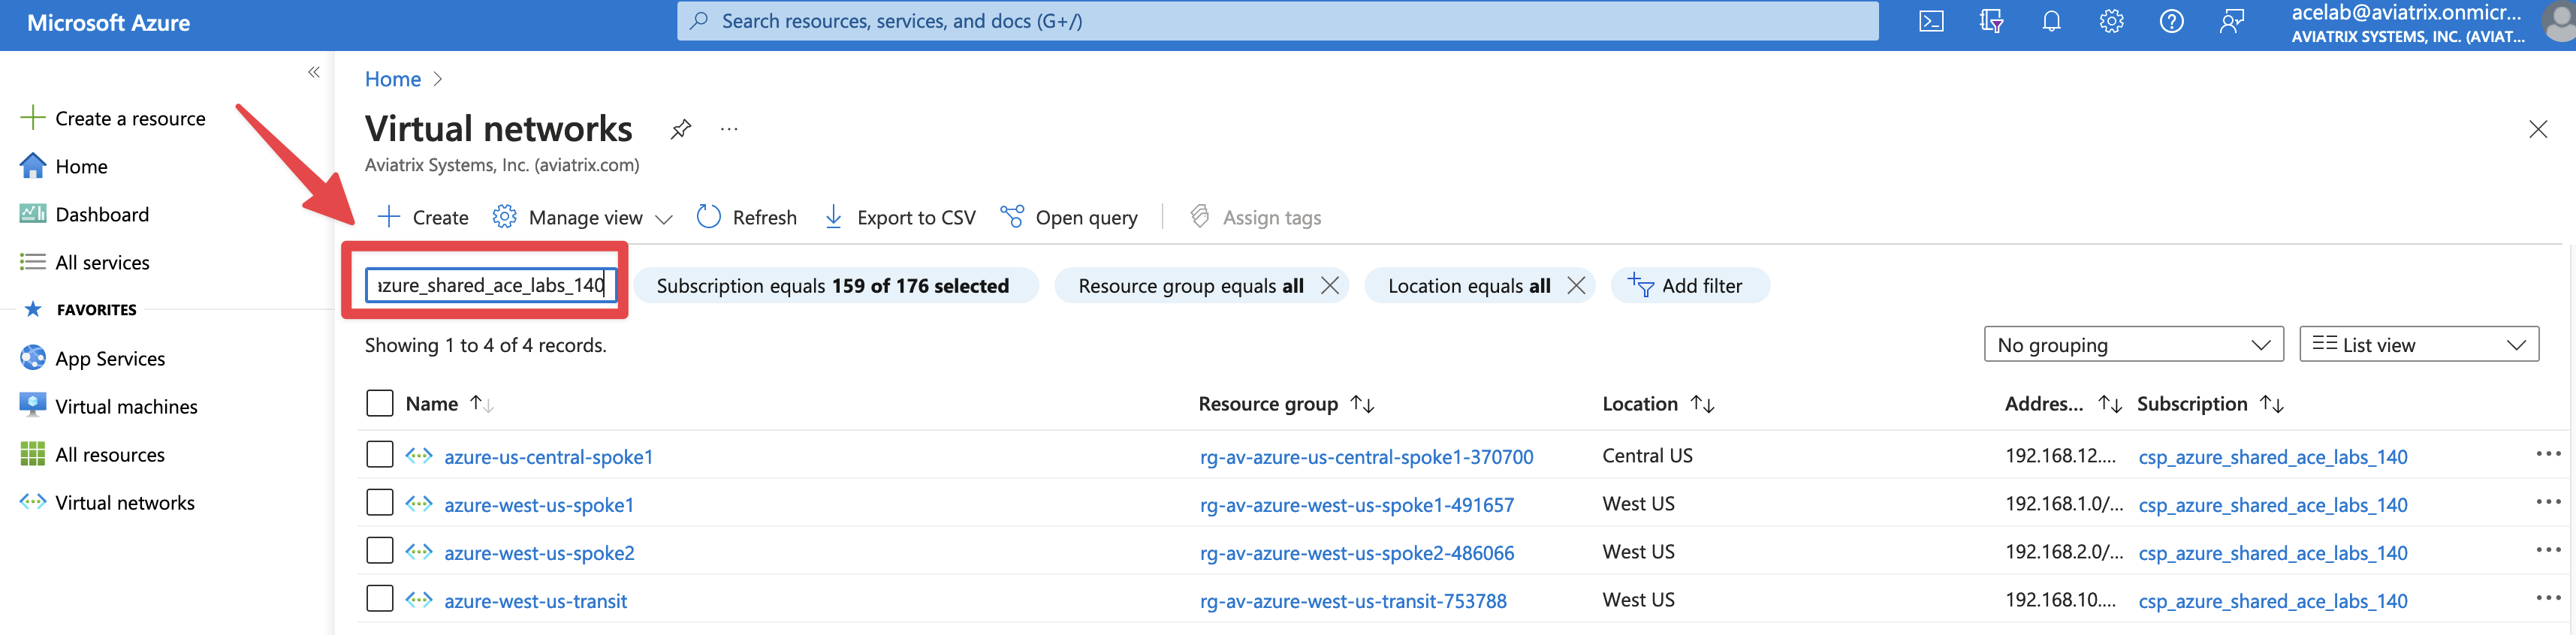 Microsoft Azure
Search resources, services, and docs (G+/)
acelab@aviatrix.onmicr...
AVIATRIX SYSTEMS, INC. (AVIAT...
Create a resource
Home
Dashboard
All services
FAVORITES
App Services
Virtual machines
All resources
Virtual networks
Home
Virtual networks
Aviatrix Systems, Inc. (aviatrix.com)
Create Manage view Refresh Export to CSV Open query Assign tags
azure_shared_ace_labs_140 Subscription equals 159 of 176 selected Resource group equals all Location equals all Add filter
Showing 1 to 4 of 4 records. No grouping List view
Name Resource group Location Addres... Subscription
azure-us-central-spoke1 rg-av-azure-us-central-spoke1-370700 Central US 192.168.12.... csp_azure_shared_ace_labs_140
azure-west-us-spoke1 rg-av-azure-west-us-spoke1-491657 West US 192.168.1.0/... csp_azure_shared_ace_labs_140
azure-west-us-spoke2 rg-av-azure-west-us-spoke2-486066 West US 192.168.2.0/... csp_azure_shared_ace_labs_140
azure-west-us-transit rg-av-azure-west-us-transit-753788 West US 192.168.10.... csp_azure_shared_ace_labs_140